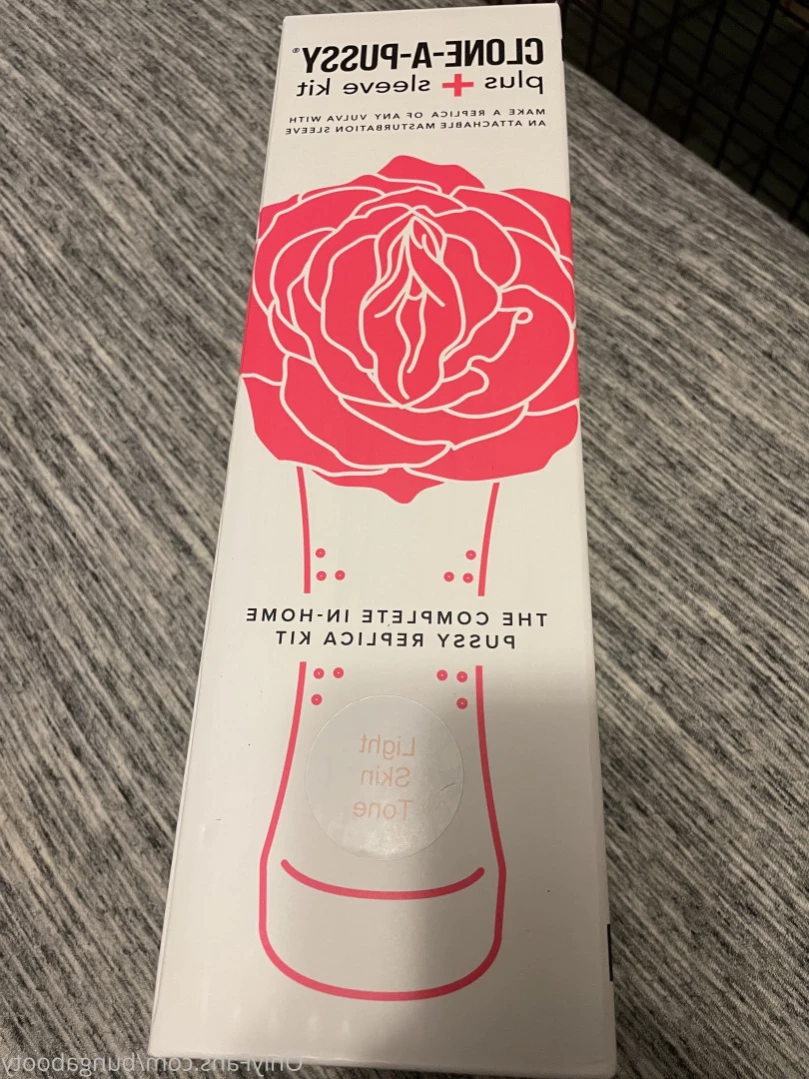 CLONE-A-PUSSY®
plus + sleeve kit
MAKE A REPLICA OF ANY VULVA WITH
AN ATTACHABLE MASTURBATION SLEEVE
THE COMPLETE IN-HOME
PUSSY REPLICA KIT
Light
Skin
Tone
OnlyFans.com/bungabooty